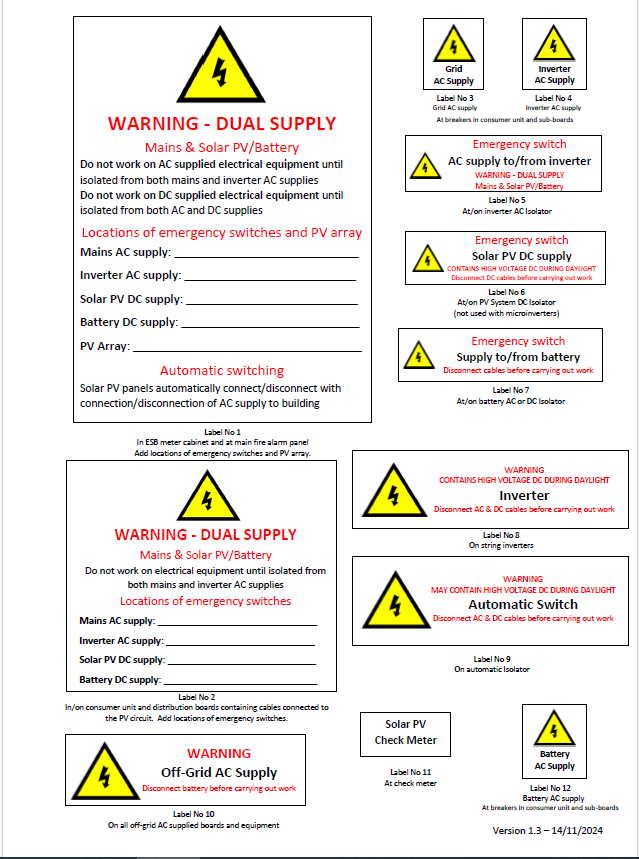 WARNING - DUAL SUPPLY
Mains & Solar PV/Battery
Do not work on AC supplied electrical equipment until
isolated from both mains and inverter AC supplies
Do not work on DC supplied electrical equipment until
isolated from both AC and DC supplies
Locations of emergency switches and PV array
Mains AC supply:
Inverter AC supply:
Solar PV DC supply:
Battery DC supply:
PV Array:
Automatic switching
Solar PV panels automatically connect/disconnect with
connection/disconnection of AC supply to building
Label No 1
In ESB meter cabinet and at main fire alarm panel
Add locations of emergency switches and PV array.
WARNING - DUAL SUPPLY
Mains & Solar PV/Battery
Do not work on electrical equipment until isolated from
both mains and inverter AC supplies
Locations of emergency switches
Mains AC supply:
Inverter AC supply:
Solar PV DC supply:
Battery DC supply:
Label No 2
In/on consumer unit and distribution boards containing cables connected to
the PV circuit. Add locations of emergency switches.
WARNING
Off-Grid AC Supply
Disconnect battery before carrying out work
Label No 10
On all off-grid AC supplied boards and equipment
Grid
AC Supply
Label No 3
Grid AC supply
Inverter
AC Supply
Label No 4
Inverter AC supply
At breakers in consumer unit and sub-boards
Emergency switch
AC supply to/from inverter
WARNING - DUAL SUPPLY
Mains & Solar PV/Battery
Label No 5
At/on inverter AC Isolator
Emergency switch
Solar PV DC supply
CONTAINS HIGH VOLTAGE DC DURING DAYLIGHT
Disconnect DC cables before carrying out work
Label No 6
At/on PV System DC Isolator
(not used with microinverters)
Emergency switch
Supply to/from battery
Disconnect cables before carrying out work
Label No 7
At/on battery AC or DC Isolator
WARNING
CONTAINS HIGH VOLTAGE DC DURING DAYLIGHT
Inverter
Disconnect AC & DC cables before carrying out work
Label No 8
On string inverters
WARNING
MAY CONTAIN HIGH VOLTAGE DC DURING DAYLIGHT
Automatic Switch
Disconnect AC & DC cables before carrying out work
Label No 9
On automatic Isolator
Solar PV
Check Meter
Label No 11
At check meter
Battery
AC Supply
Label No 12
Battery AC supply
At breakers in consumer unit and sub-boards
Version 1.3 – 14/11/2024